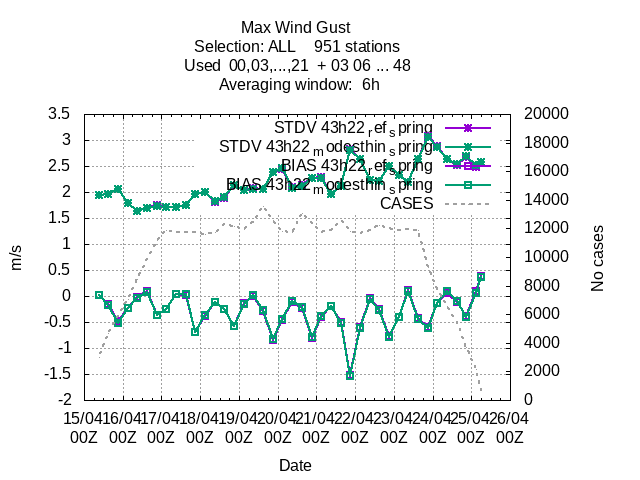 Max Wind Gust
Selection: ALL 951 stations
Used 00,03,...,21 + 03 06 ... 48
Averaging window: 6h
3.5
3
2.5
2
1.5
1
0.5
0
-0.5
-1
-1.5
-2
m/s
20000
18000
16000
14000
12000
10000
8000
6000
4000
2000
0
No cases
STDV 43h22_ref_spring
STDV 43h22_modesthin_spring
BIAS 43h22_ref_spring
BIAS 43h22_modesthin_spring
CASES
15/04 16/04 17/04 18/04 19/04 20/04 21/04 22/04 23/04 24/04 25/04 26/04
00Z 00Z 00Z 00Z 00Z 00Z 00Z 00Z 00Z 00Z 00Z 00Z
Date